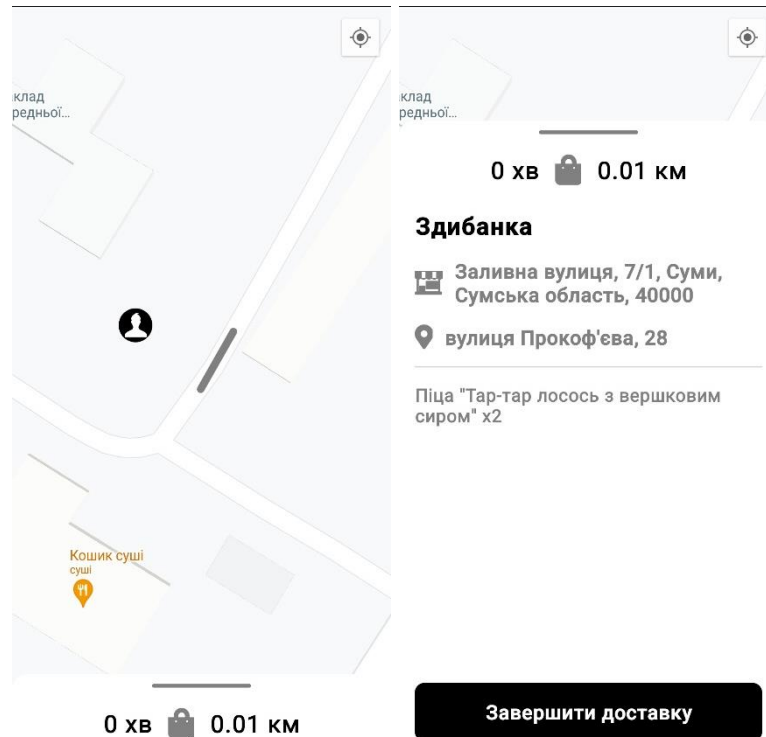 клад
редньої...
Кошик суші
суші
0 хв 0.01 км
клад
редньої...
0 хв 0.01 км
Здибанка
Заливна вулиця, 7/1, Суми,
Сумська область, 40000
вулиця Прокоф'єва, 28
Піца "Тар-тар лосось з вершковим
сиром" x2
Завершити доставку